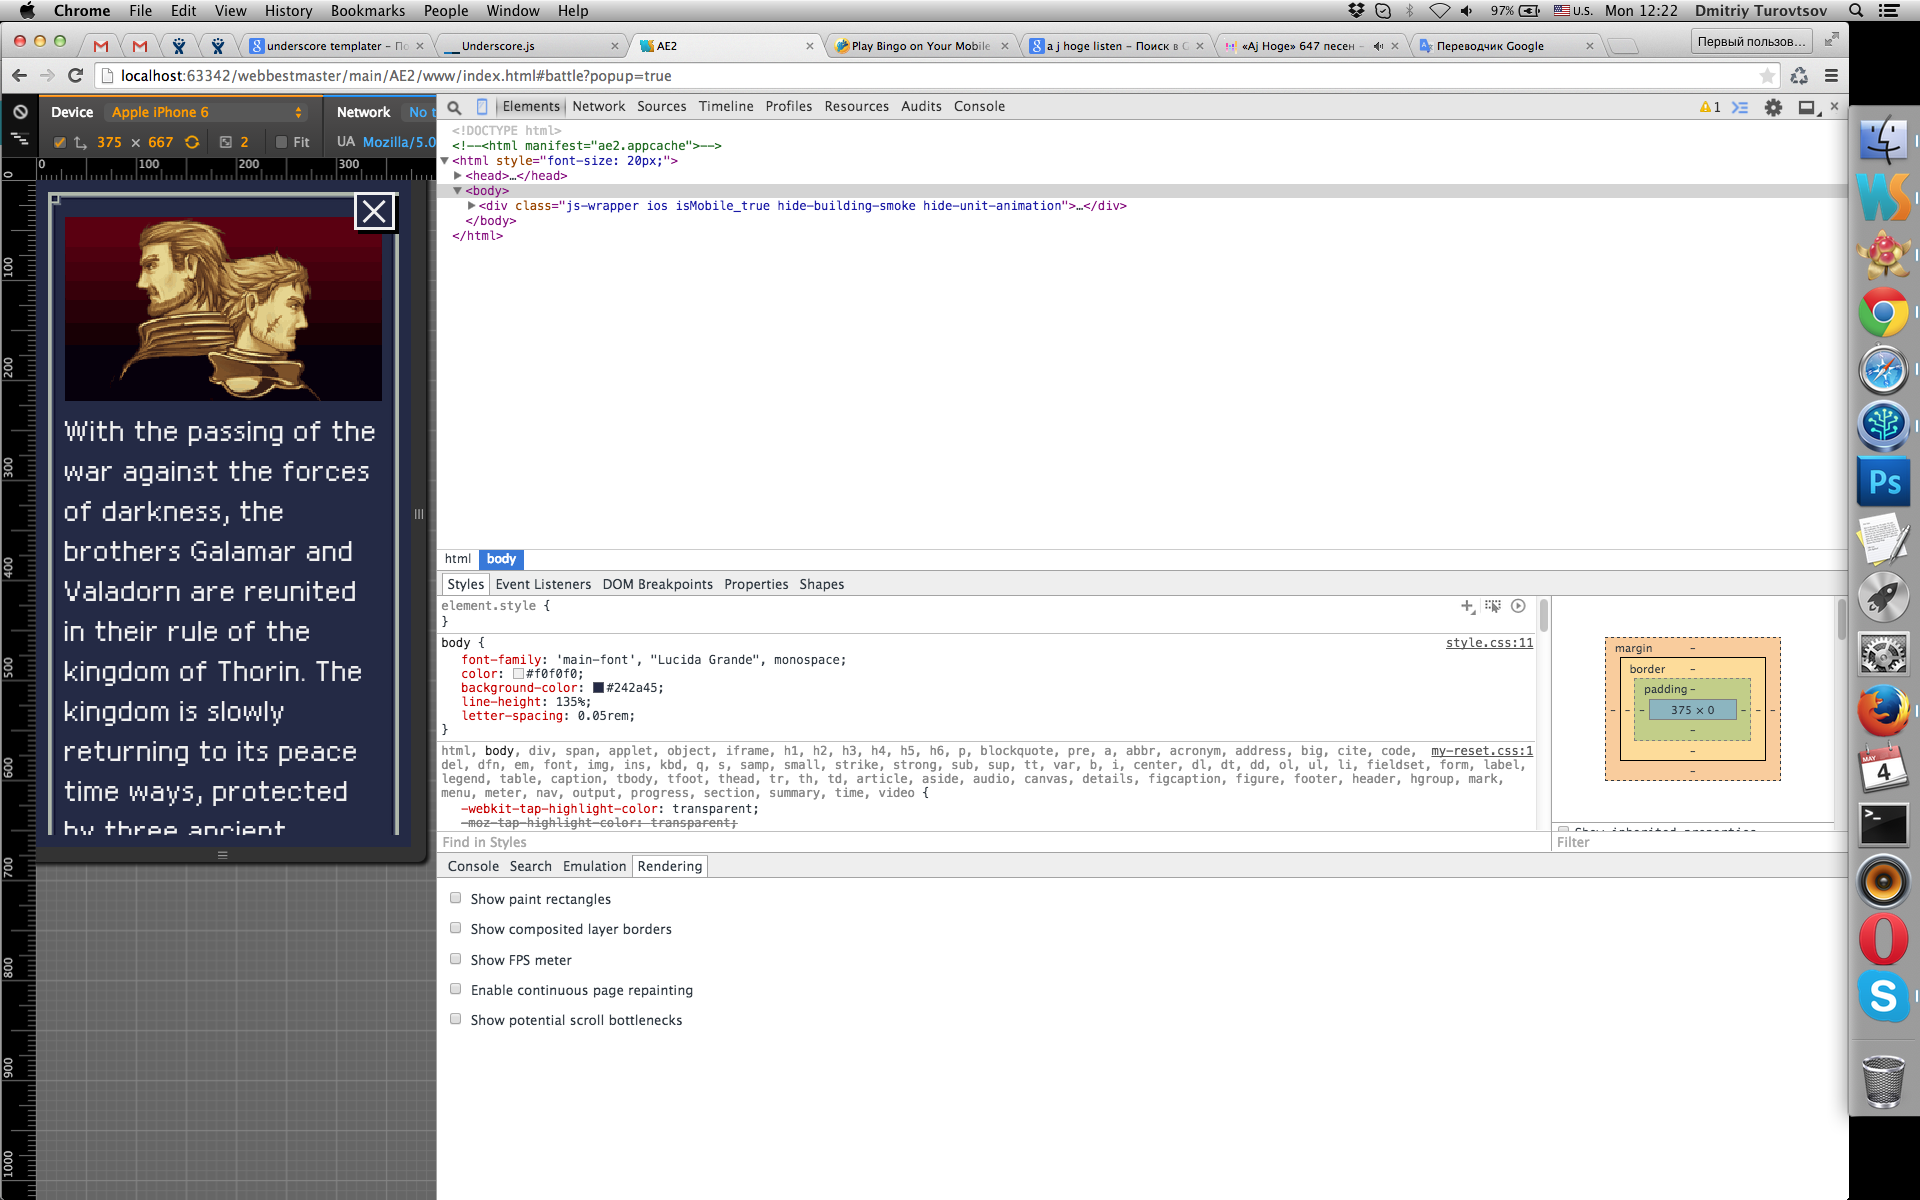 Chrome File Edit View History Bookmarks People Window Help 97% U.S. Mon 12:22 Dmitriy Turovtsov
underscore templater – По
Underscore.js
AE2
Play Bingo on Your Mobile
a j hoge listen – Поиск в G
«Aj Hoge» 647 песен –
Переводчик Google
Первый пользов...
localhost:63342/webbestmaster/main/AE2/www/index.html#battle?popup=true
Device Apple iPhone 6 Network No t
375 × 667 2 Fit UA Mozilla/5.0
0 100 200 300
0
100
200
300
400
500
600
700
800
900
1000
With the passing of the
war against the forces
of darkness, the
brothers Galamar and
Valadorn are reunited
in their rule of the
kingdom of Thorin. The
kingdom is slowly
returning to its peace
time ways, protected
by three ancient
Elements Network Sources Timeline Profiles Resources Audits Console 1
<!DOCTYPE html>
<!--<html manifest="ae2.appcache">-->
<html style="font-size: 20px;">
<head>…</head>
<body>
<div class="js-wrapper ios isMobile_true hide-building-smoke hide-unit-animation">…</div>
</body>
</html>
html body
Styles Event Listeners DOM Breakpoints Properties Shapes
element.style {
}
body { style.css:11
font-family: 'main-font', "Lucida Grande", monospace;
color: #f0f0f0;
background-color: #242a45;
line-height: 135%;
letter-spacing: 0.05rem;
}
html, body, div, span, applet, object, iframe, h1, h2, h3, h4, h5, h6, p, blockquote, pre, a, abbr, acronym, address, big, cite, code, my-reset.css:1
del, dfn, em, font, img, ins, kbd, q, s, samp, small, strike, strong, sub, sup, tt, var, b, i, center, dl, dt, dd, ol, ul, li, fieldset, form, label,
legend, table, caption, tbody, tfoot, thead, tr, th, td, article, aside, audio, canvas, details, figcaption, figure, footer, header, hgroup, mark,
menu, meter, nav, output, progress, section, summary, time, video {
-webkit-tap-highlight-color: transparent;
-moz-tap-highlight-color: transparent;
Find in Styles
margin –
border –
padding –
– – – 375 × 0 – – –
–
–
–
Show inherited properties
Filter
Console Search Emulation Rendering
Show paint rectangles
Show composited layer borders
Show FPS meter
Enable continuous page repainting
Show potential scroll bottlenecks
WS
Ps
MAY
4
>_
S